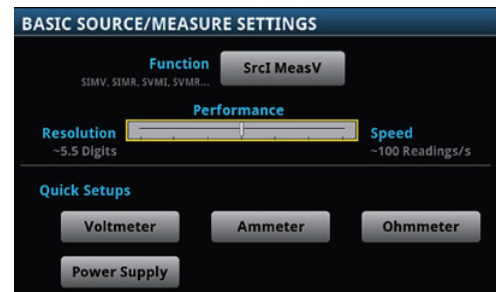 BASIC SOURCE/MEASURE SETTINGS
Function
SIMV, SIMR, SVMI, SVMR...
SrcI MeasV
Performance
Resolution
~5.5 Digits
Speed
~100 Readings/s
Quick Setups
Voltmeter
Ammeter
Ohmmeter
Power Supply